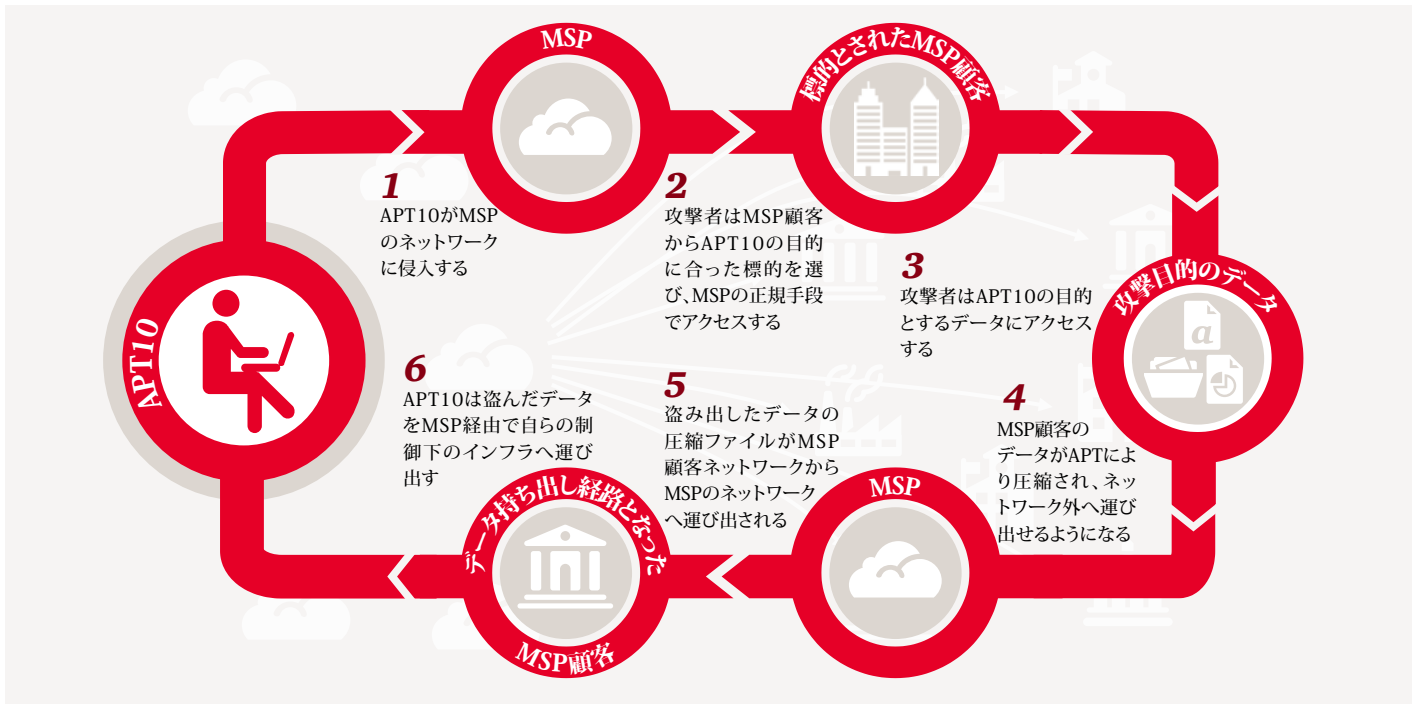 APT10
MSP
標的とされたMSP顧客
攻撃目的のデータ
a
MSP
データ持ち出し経路となった
MSP顧客
1
APT10がMSP
のネットワーク
に侵入する
2
攻撃者はMSP顧客
からAPT10の目的
に合った標的を選
び、MSPの正規手段
でアクセスする
3
攻撃者はAPT10の目的
とするデータにアクセス
する
4
MSP顧客の
データがAPTによ
り圧縮され、ネッ
トワーク外へ運び
出せるようになる
5
盗み出したデータの
圧縮ファイルがMSP
顧客ネットワークから
MSPのネットワーク
へ運び出される
6
APT10は盗んだデータ
をMSP経由で自らの制
御下のインフラへ運び
出す